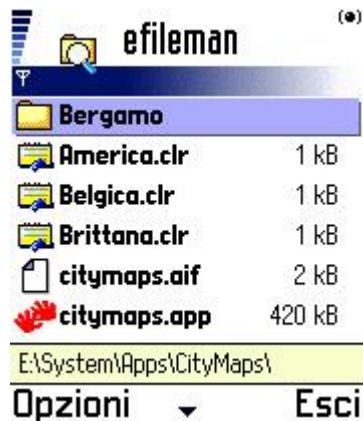 efileman
Bergamo
America.clr 1 kB
Belgica.clr 1 kB
Brittana.clr 1 kB
citymaps.aif 2 kB
citymaps.app 420 kB
E:\System\Apps\CityMaps\
Opzioni Esci